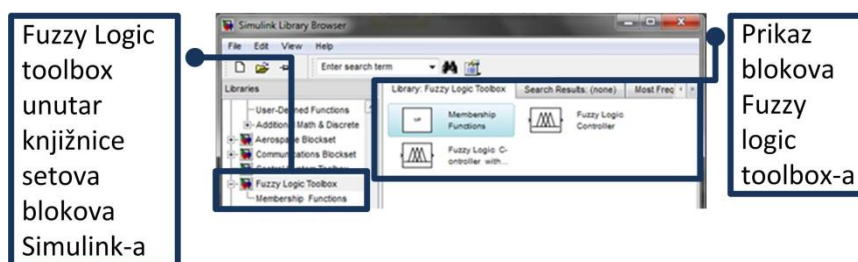 Fuzzy Logic
toolbox
unutar
knjižnice
setova
blokova
Simulink-a
Simulink Library Browser
File Edit View Help
Enter search term
Libraries
User-Defined Functions
Additional Math & Discrete
Aerospace Blockset
Communications Blockset
Control System Toolbox
Fuzzy Logic Toolbox
Membership Functions
Library: Fuzzy Logic Toolbox Search Results: (none) Most Freq
Membership
Functions
Fuzzy Logic
Controller
Fuzzy Logic C-
ontroller with...
Prikaz
blokova
Fuzzy
logic
toolbox-a